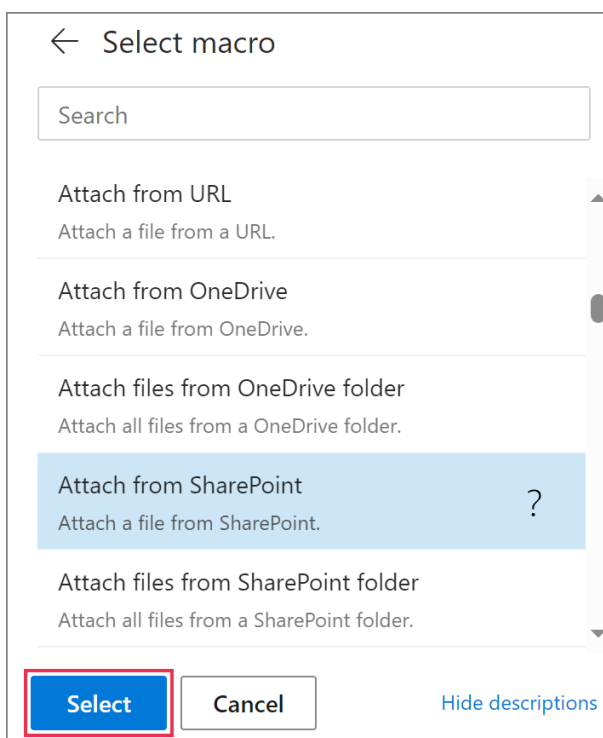 Select macro
Search
Attach from URL
Attach a file from a URL.
Attach from OneDrive
Attach a file from OneDrive.
Attach files from OneDrive folder
Attach all files from a OneDrive folder.
Attach from SharePoint
?
Attach a file from SharePoint.
Attach files from SharePoint folder
Attach all files from a SharePoint folder.
Select
Cancel
Hide descriptions